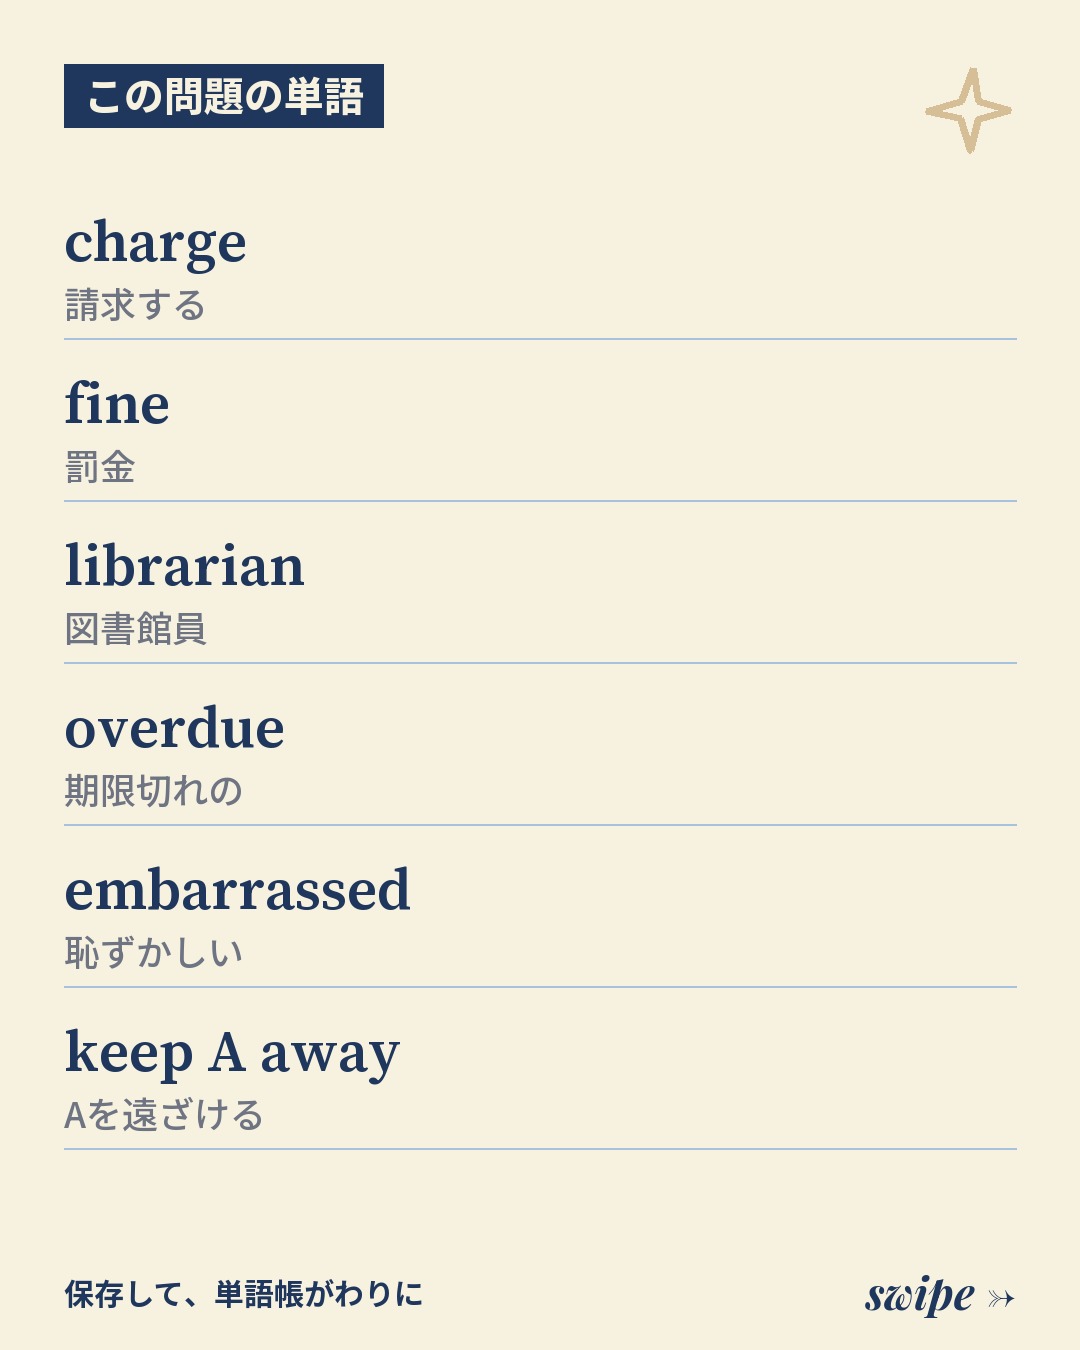 この問題の単語
charge
請求する
fine
罰金
librarian
図書館員
overdue
期限切れの
embarrassed
恥ずかしい
keep A away
Aを遠ざける
保存して、単語帳がわりに
swipe